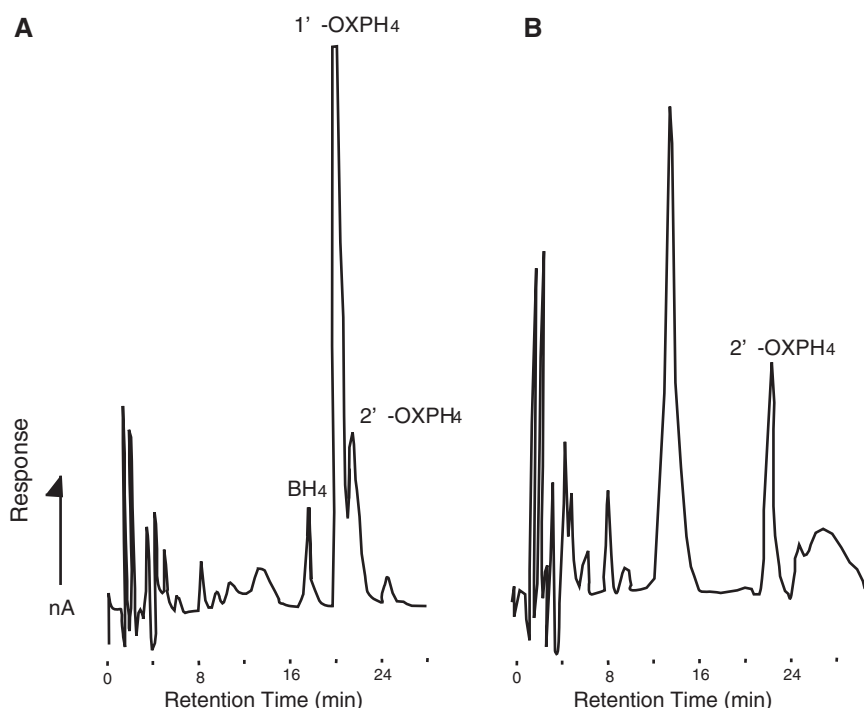 A
1' -OXPH4
2' -OXPH4
BH4
Response
nA
0 8 16 24
Retention Time (min)
B
2' -OXPH4
0 8 16 24
Retention Time (min)